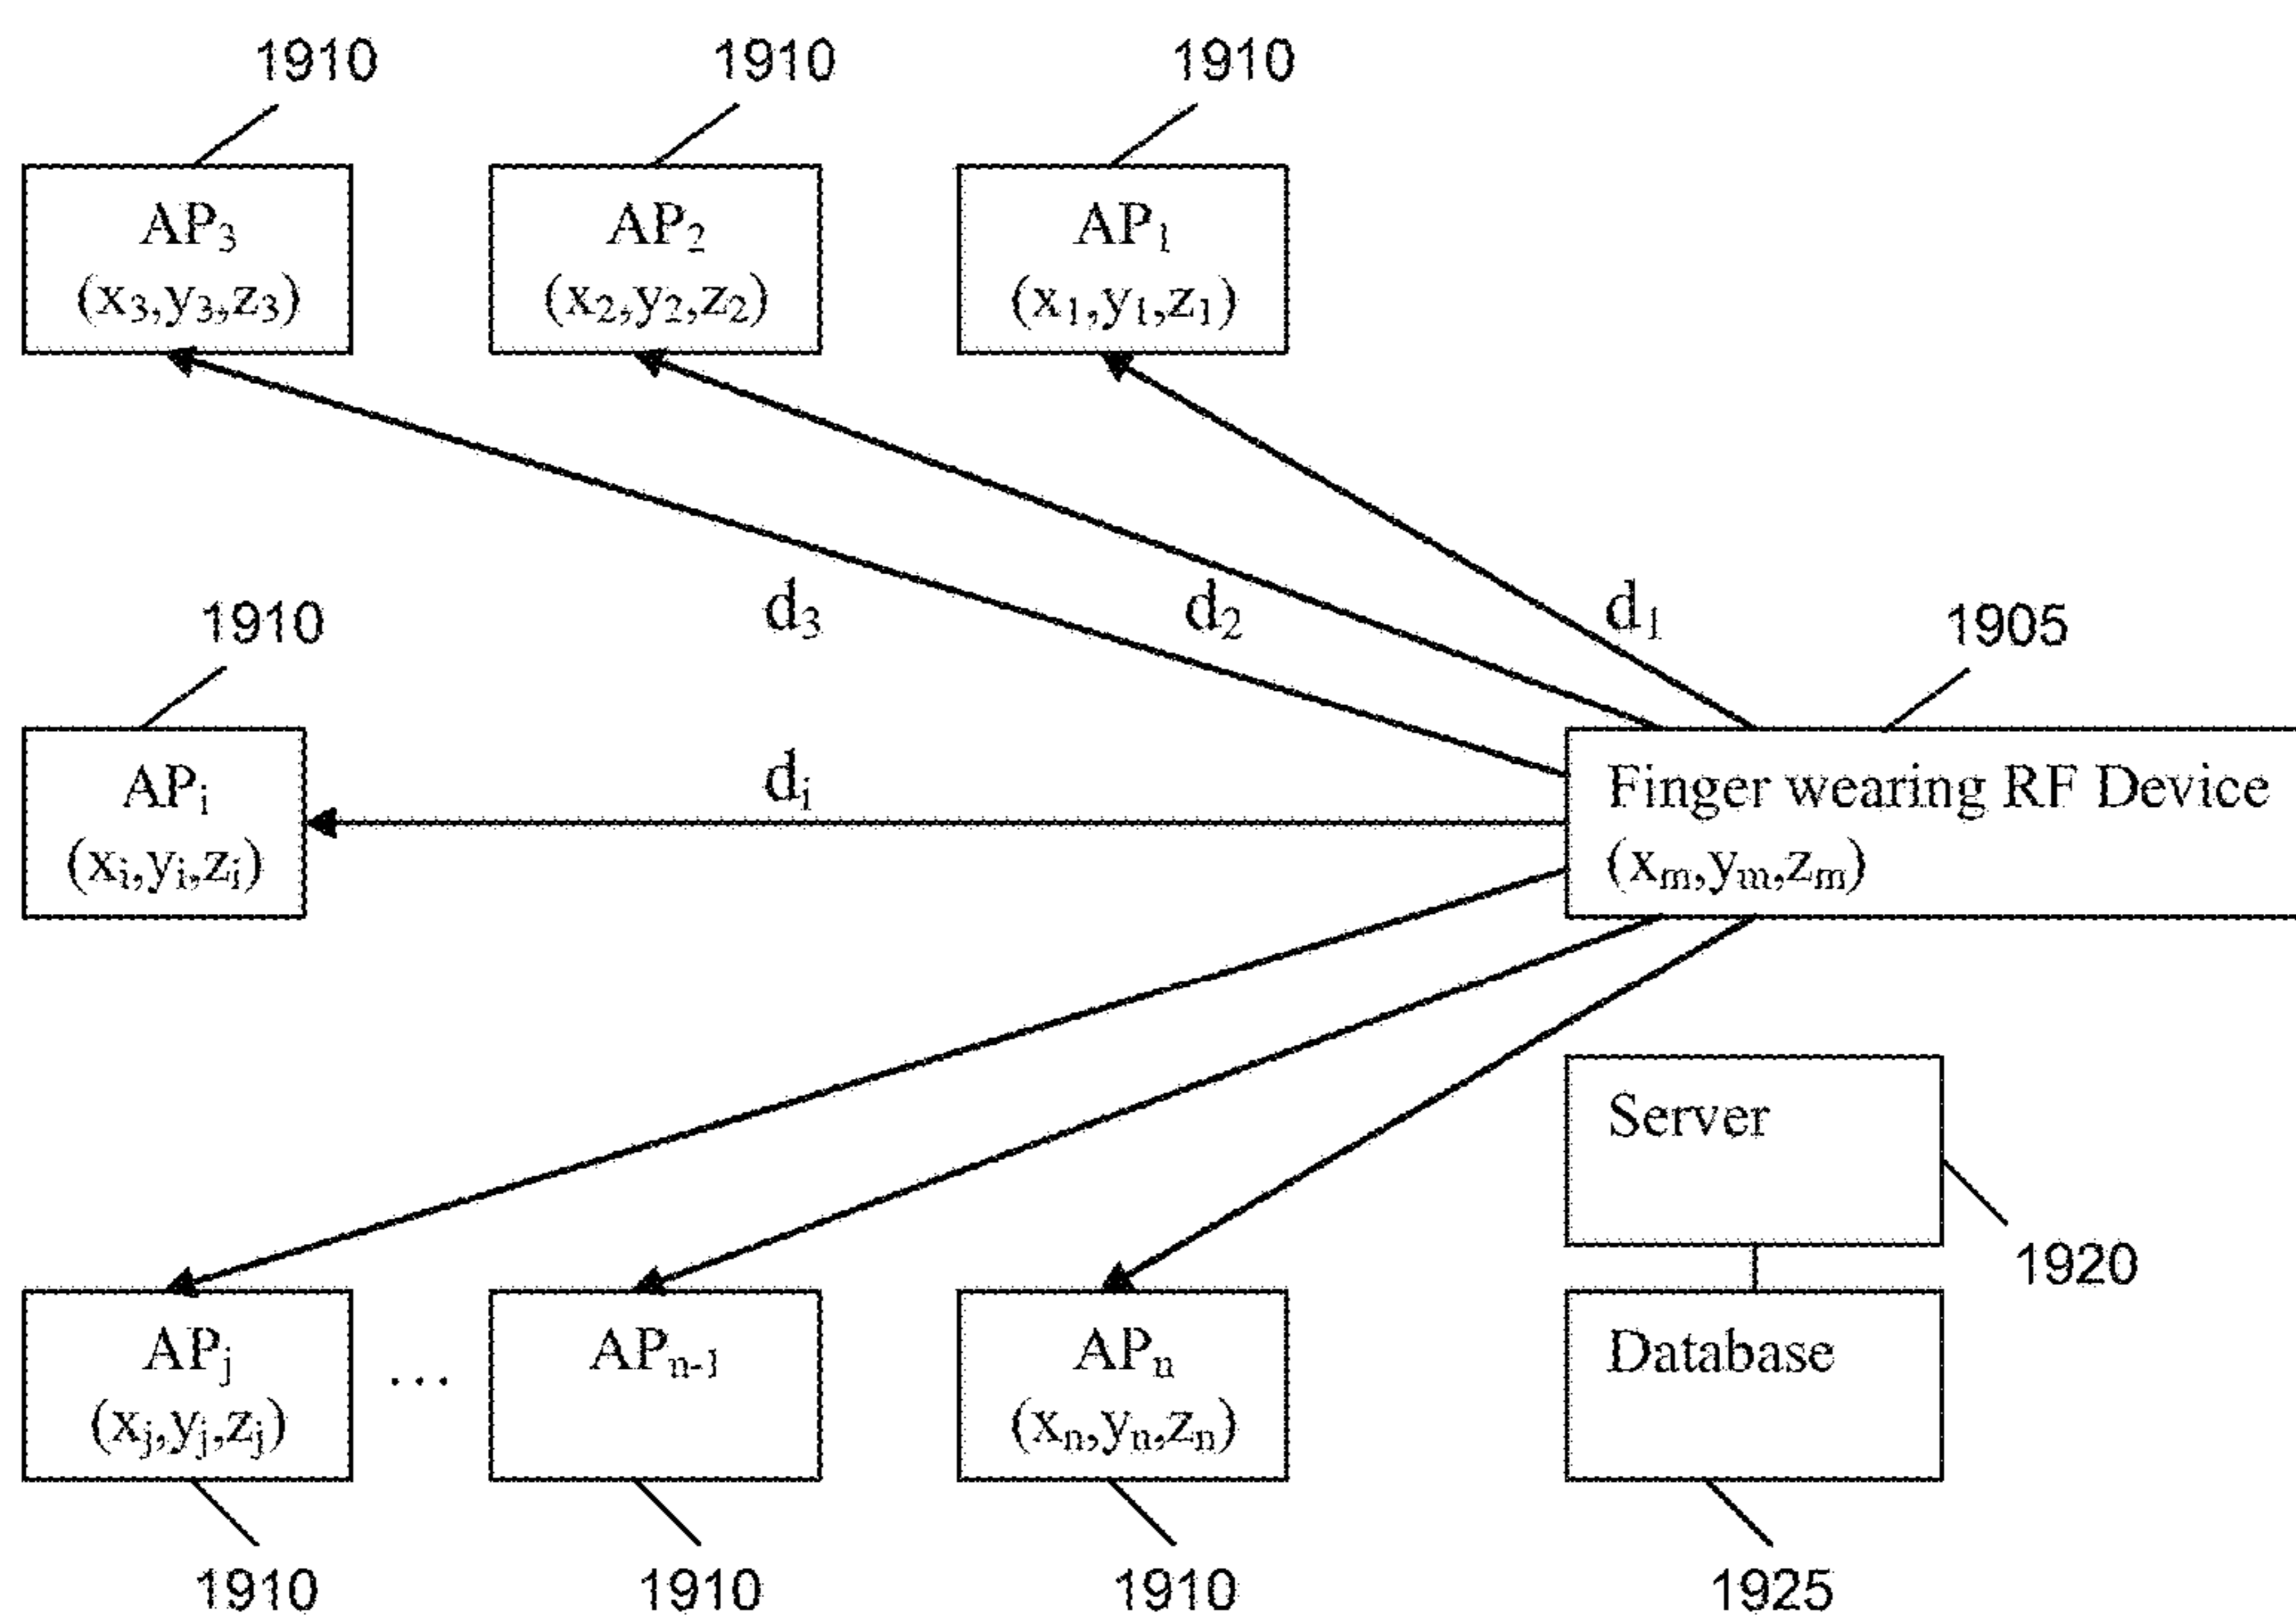 1910
1910
1910
AP₃
(x₃,y₃,z₃)
AP₂
(x₂,y₂,z₂)
AP₁
(x₁,y₁,z₁)
d₃
d₂
d₁
1910
1905
APᵢ
(xᵢ,yᵢ,zᵢ)
dᵢ
Finger wearing RF Device
(xₘ,yₘ,zₘ)
Server
1920
APⱼ
(xⱼ,yⱼ,zⱼ)
...
APₙ₋₁
APₙ
(xₙ,yₙ,zₙ)
Database
1910
1910
1910
1925